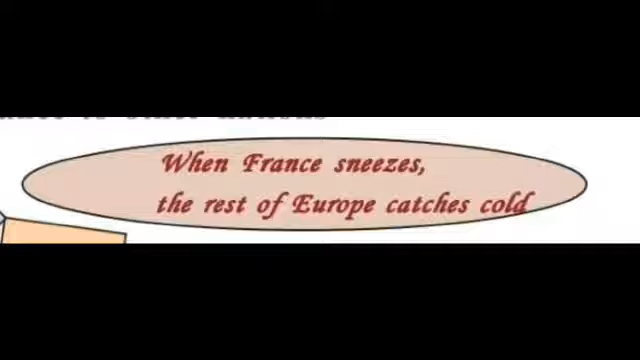 When France sneezes,
the rest of Europe catches cold